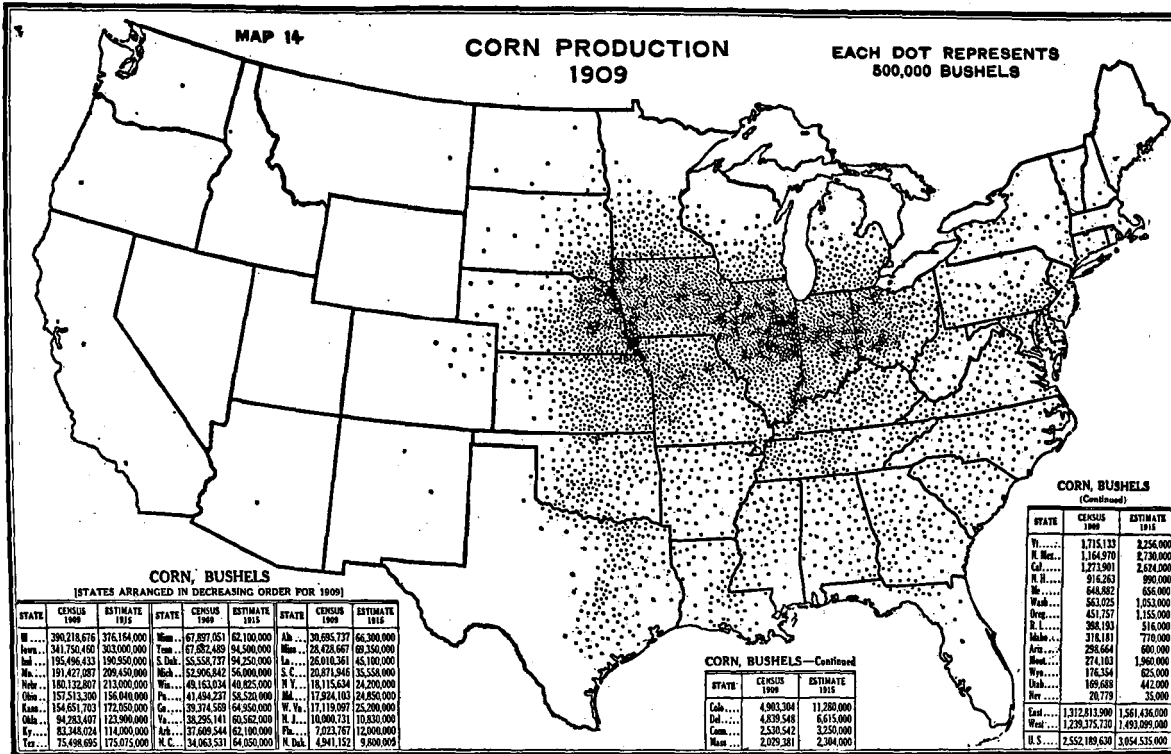 MAP 14
CORN PRODUCTION
1909
EACH DOT REPRESENTS
500,000 BUSHELS
CORN, BUSHELS
[STATES ARRANGED IN DECREASING ORDER FOR 1909]
STATE CENSUS 1909 ESTIMATE 1915 STATE CENSUS 1909 ESTIMATE 1915 STATE CENSUS 1909 ESTIMATE 1915
Ill.... 390,218,676 376,164,000 Minn... 67,897,051 62,100,000 Ala... 30,695,737 66,300,000
Iowa... 341,750,460 303,000,000 Tenn... 67,682,489 94,500,000 Miss... 28,428,667 69,350,000
Ind.... 195,496,433 190,950,000 S. Dak. 55,558,737 94,250,000 La.... 26,010,361 45,100,000
Mo.... 191,427,087 209,450,000 Mich... 52,906,842 56,000,000 S. C... 20,871,946 35,558,000
Nebr... 180,132,807 213,000,000 Wis.... 49,163,034 40,825,000 N. Y... 18,115,634 24,200,000
Ohio... 157,513,300 156,040,000 Pa.... 41,494,237 58,520,000 Md.... 17,924,103 24,850,000
Kans... 154,651,703 172,050,000 Ga.... 39,374,569 64,950,000 W. Va.. 17,119,097 25,200,000
Okla... 94,283,407 123,900,000 Va.... 38,295,141 60,562,000 N. J... 10,000,731 10,830,000
Ky.... 83,348,024 114,000,000 Ark... 37,609,544 62,100,000 Fla.... 7,023,767 12,000,000
Tex.... 75,498,695 175,075,000 N. C... 34,063,531 64,050,000 N. Dak. 4,941,152 9,800,000
CORN, BUSHELS—Continued
STATE CENSUS 1909 ESTIMATE 1915
Colo... 4,903,304 11,280,000
Del.... 4,839,548 6,615,000
Conn... 2,530,542 3,250,000
Mass... 2,029,381 2,304,000
CORN, BUSHELS
(Continued)
STATE CENSUS 1909 ESTIMATE 1915
Vt..... 1,715,133 2,256,000
N. Mex.. 1,164,970 2,730,000
Cal.... 1,273,901 2,624,000
N. H... 916,263 990,000
Me.... 648,882 656,000
Wash... 563,025 1,053,000
Oreg... 451,757 1,155,000
R. I... 398,193 516,000
Idaho... 318,181 770,000
Ariz... 298,664 600,000
Mont... 274,103 1,960,000
Wyo... 176,354 625,000
Utah... 169,688 442,000
Nev... 20,779 35,000
East.... 1,312,813,900 1,561,436,000
West... 1,239,375,730 1,493,099,000
U. S.... 2,552,189,630 3,054,535,000